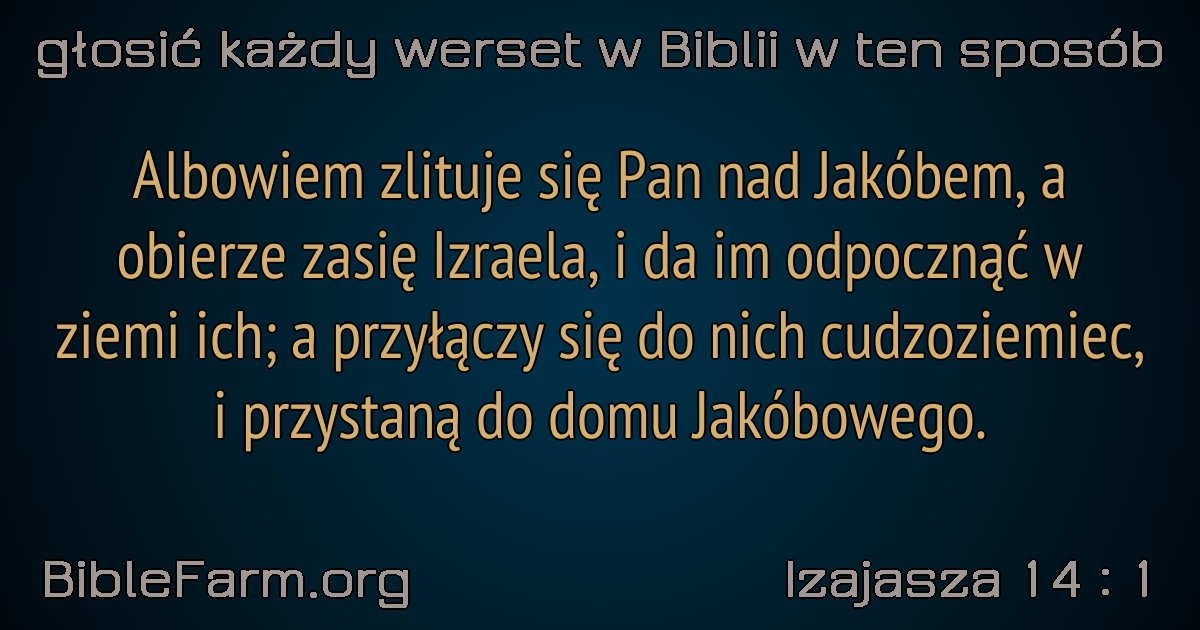 głosić każdy werset w Biblii w ten sposób
Albowiem zlituje się Pan nad Jakóbem, a
obierze zasię Izraela, i da im odpocznąć w
ziemi ich; a przyłączy się do nich cudzoziemiec,
i przystaną do domu Jakóbowego.
BibleFarm.org
Izajasza 14 : 1